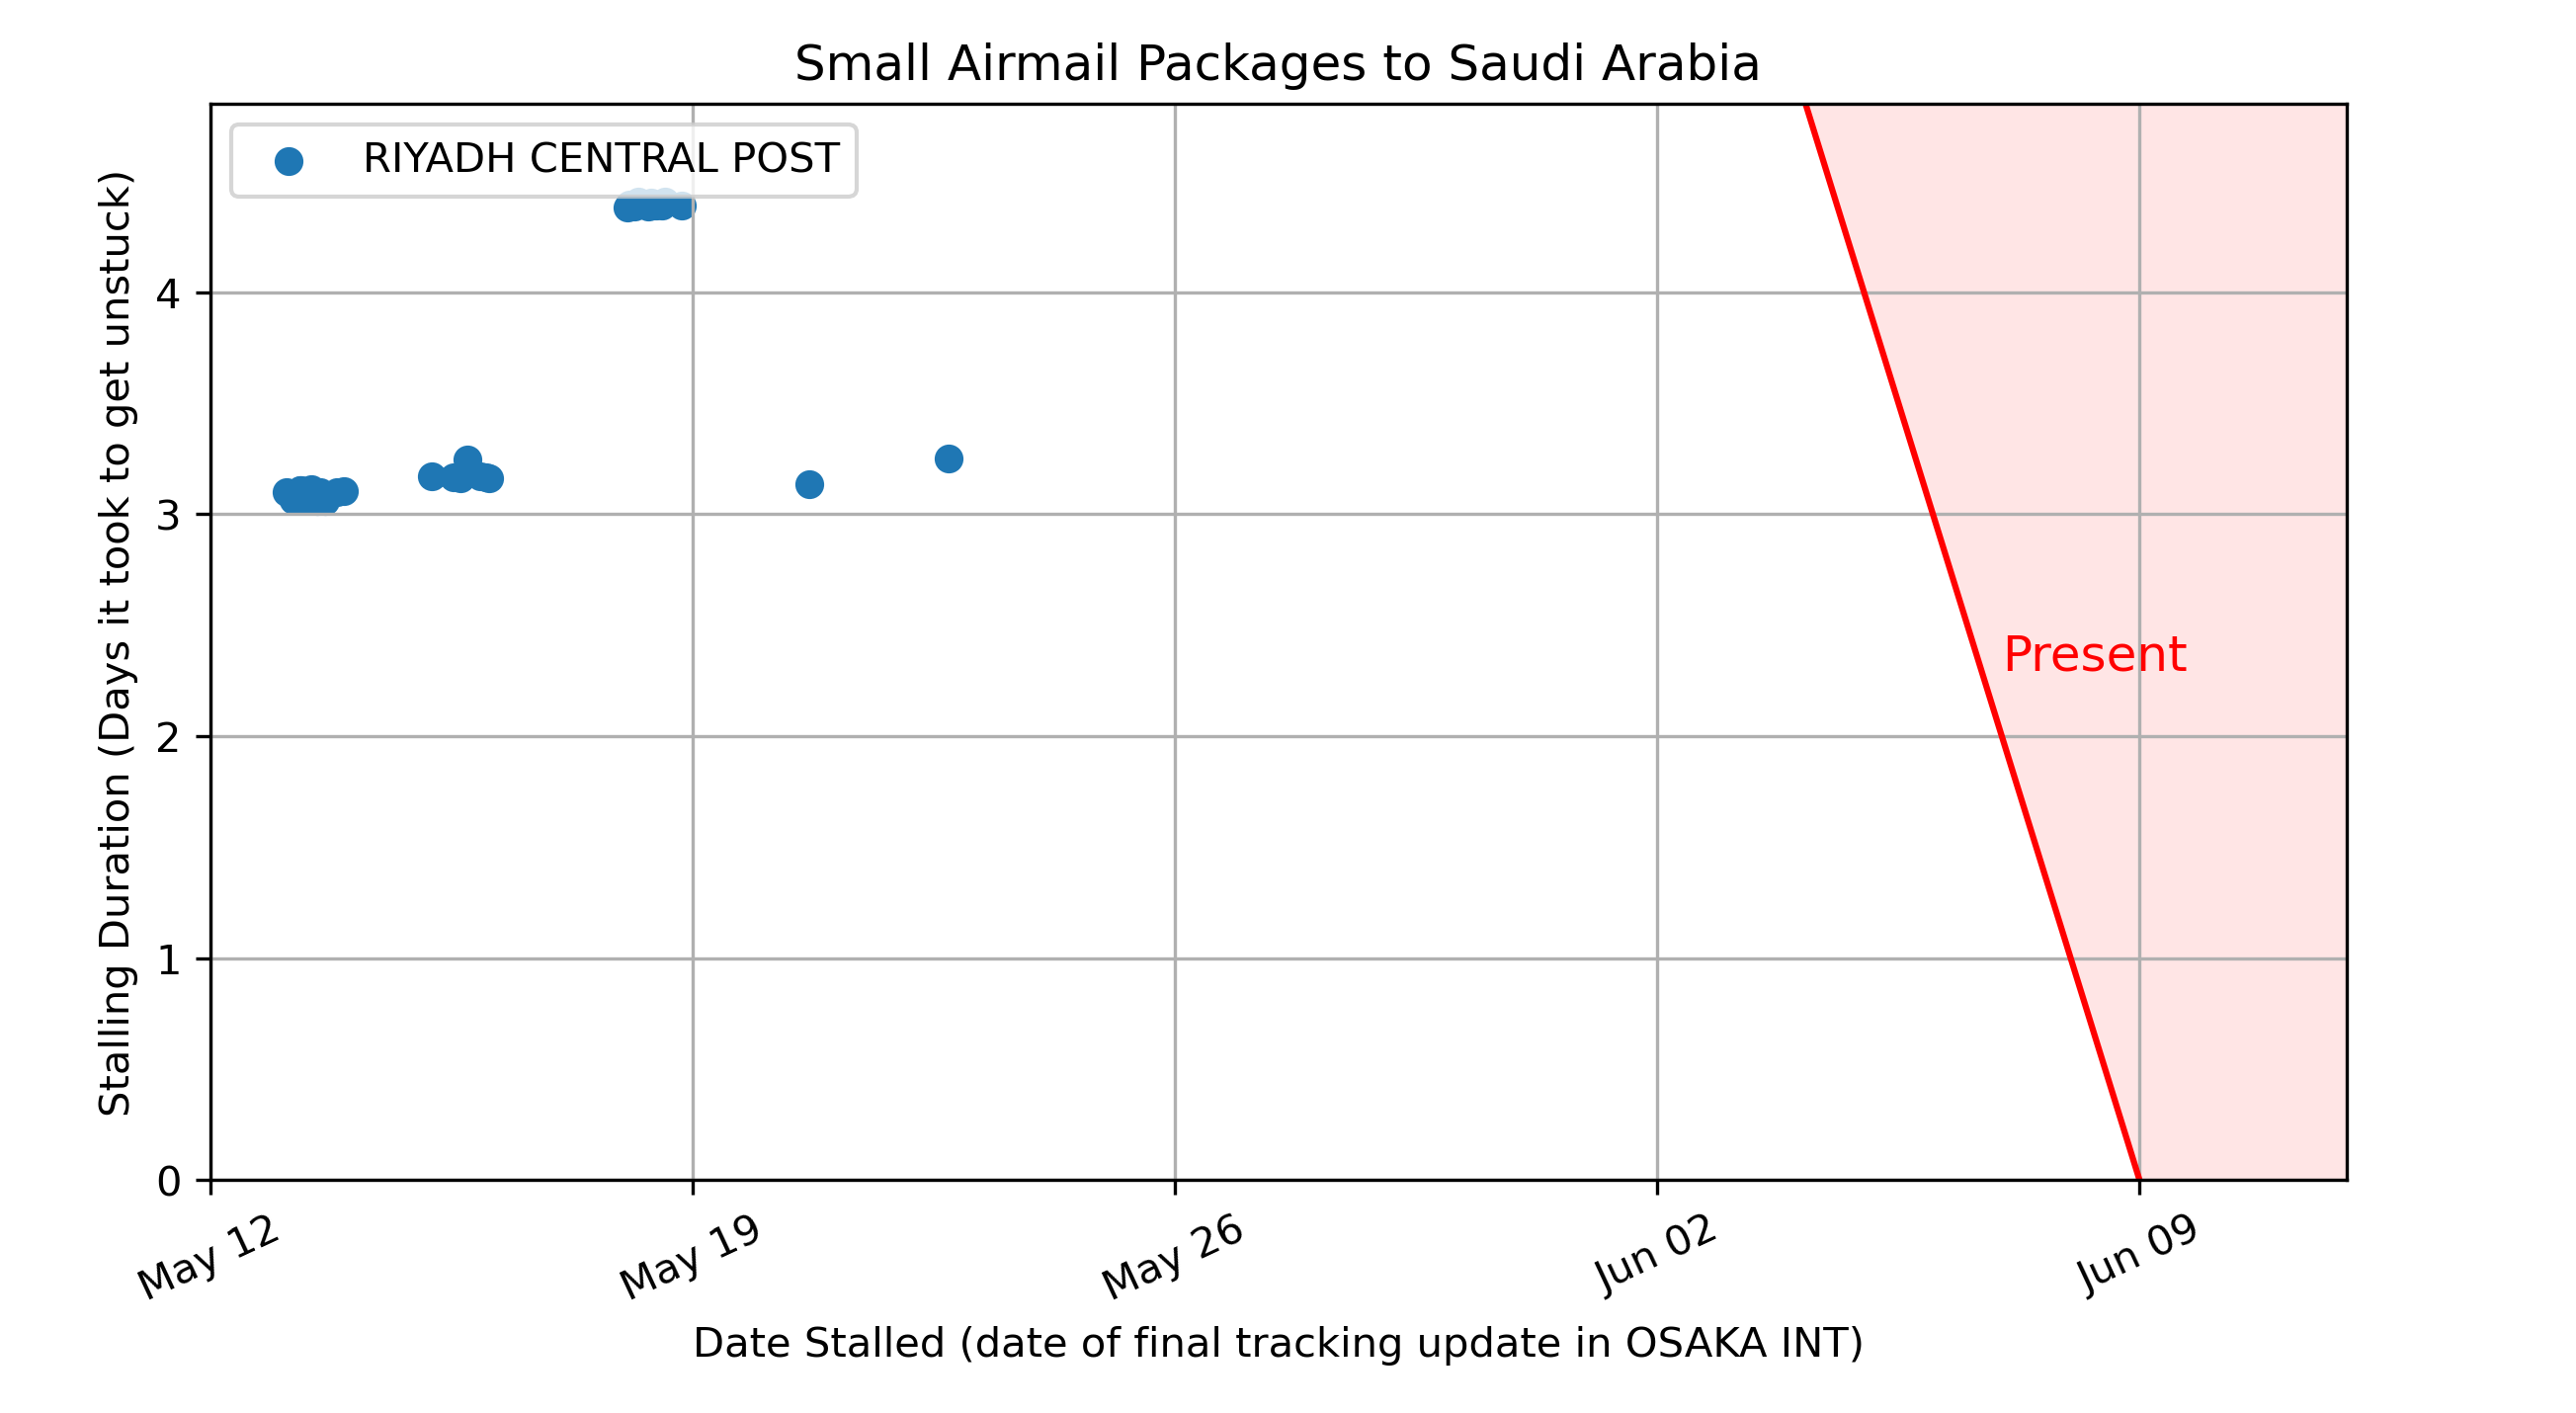 Small Airmail Packages to Saudi Arabia
RIYADH CENTRAL POST
Stalling Duration (Days it took to get unstuck)
4
3
2
1
0
Present
May 12
May 19
May 26
Jun 02
Jun 09
Date Stalled (date of final tracking update in OSAKA INT)